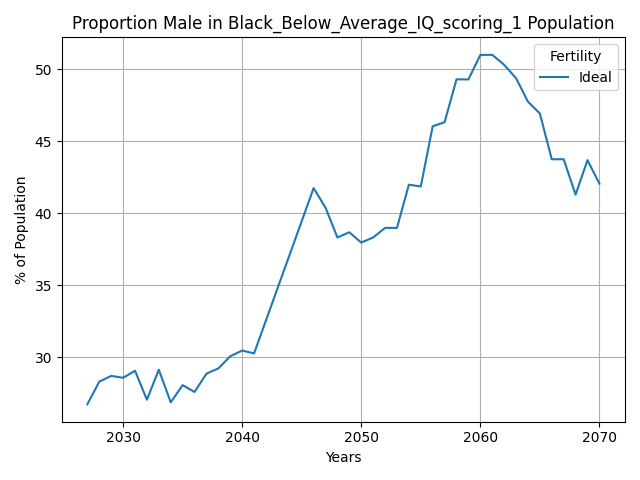 Proportion Male in Black_Below_Average_IQ_scoring_1 Population
Fertility
Ideal
% of Population
50
45
40
35
30
2030 2040 2050 2060 2070
Years